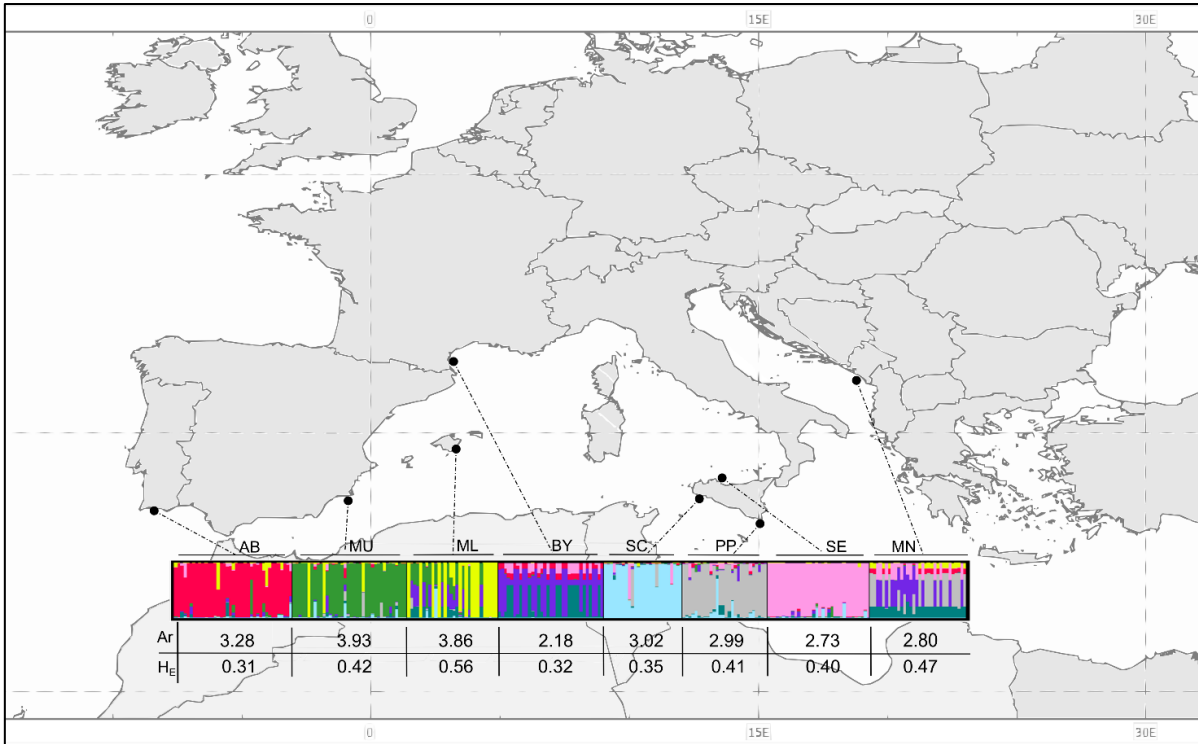 0 15E 30E
AB MU ML BY SC PP SE MN
Ar 3.28 3.93 3.86 2.18 3.02 2.99 2.73 2.80
HE 0.31 0.42 0.56 0.32 0.35 0.41 0.40 0.47
0 15E 30E